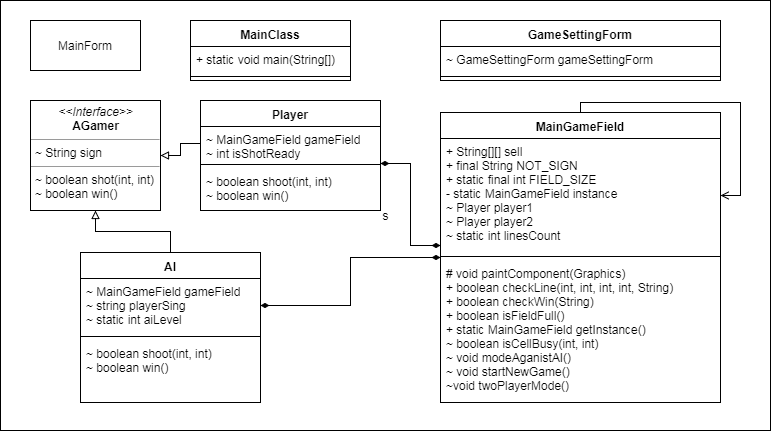 MainForm
MainClass
+ static void main(String[])
GameSettingForm
~ GameSettingForm gameSettingForm
<<Interface>>
AGamer
~ String sign
~ boolean shot(int, int)
~ boolean win()
Player
~ MainGameField gameField
~ int isShotReady
~ boolean shoot(int, int)
~ boolean win()
s
MainGameField
+ String[][] sell
+ final String NOT_SIGN
+ static final int FIELD_SIZE
- static MainGameField instance
~ Player player1
~ Player player2
~ static int linesCount
# void paintComponent(Graphics)
+ boolean checkLine(int, int, int, int, String)
+ boolean checkWin(String)
+ boolean isFieldFull()
+ static MainGameField getInstance()
~ boolean isCellBusy(int, int)
~ void modeAganistAI()
~ void startNewGame()
~void twoPlayerMode()
AI
~ MainGameField gameField
~ string playerSing
~ static int aiLevel
~ boolean shoot(int, int)
~ boolean win()